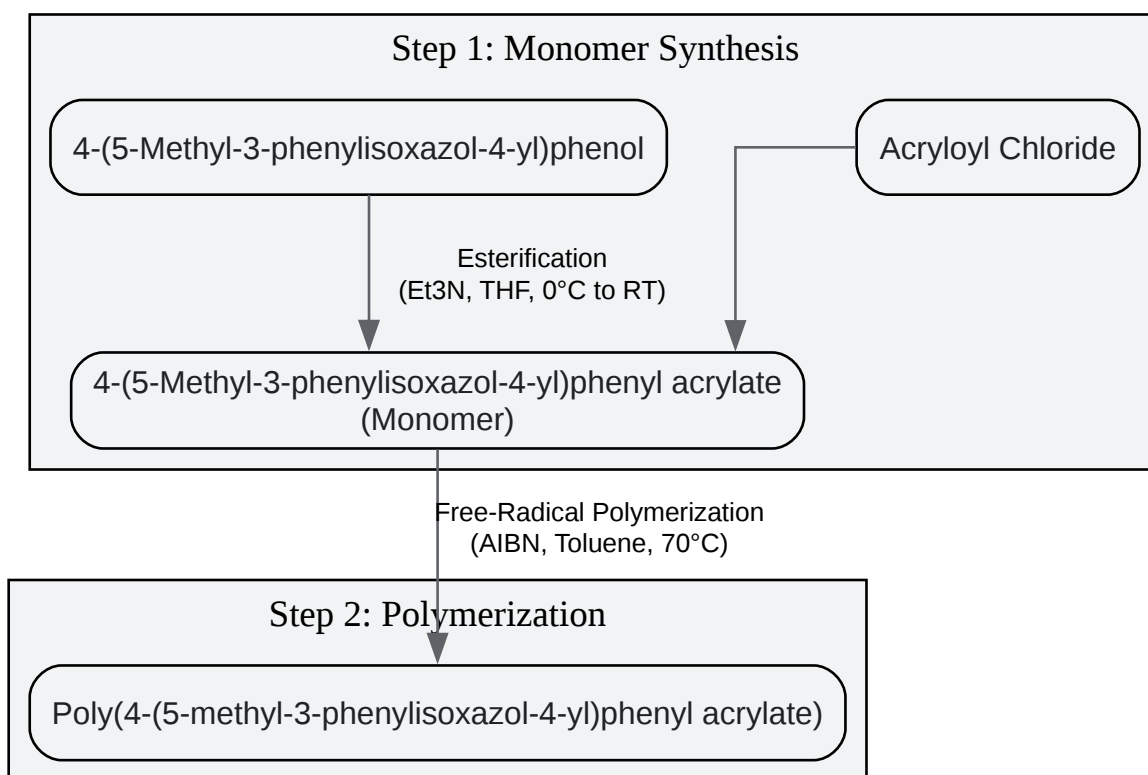 Step 1: Monomer Synthesis
4-(5-Methyl-3-phenylisoxazol-4-yl)phenol
Acryloyl Chloride
Esterification
(Et3N, THF, 0°C to RT)
4-(5-Methyl-3-phenylisoxazol-4-yl)phenyl acrylate
(Monomer)
Free-Radical Polymerization
(AIBN, Toluene, 70°C)
Step 2: Polymerization
Poly(4-(5-methyl-3-phenylisoxazol-4-yl)phenyl acrylate)